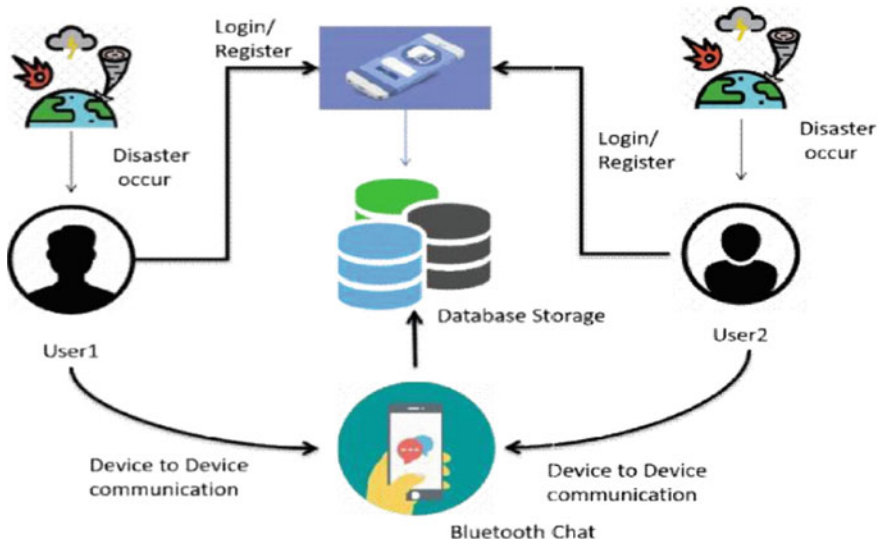 Login/
Register
Disaster
occur
Login/
Register
Disaster
occur
Database Storage
User1
User2
Device to Device
communication
Device to Device
communication
Bluetooth Chat